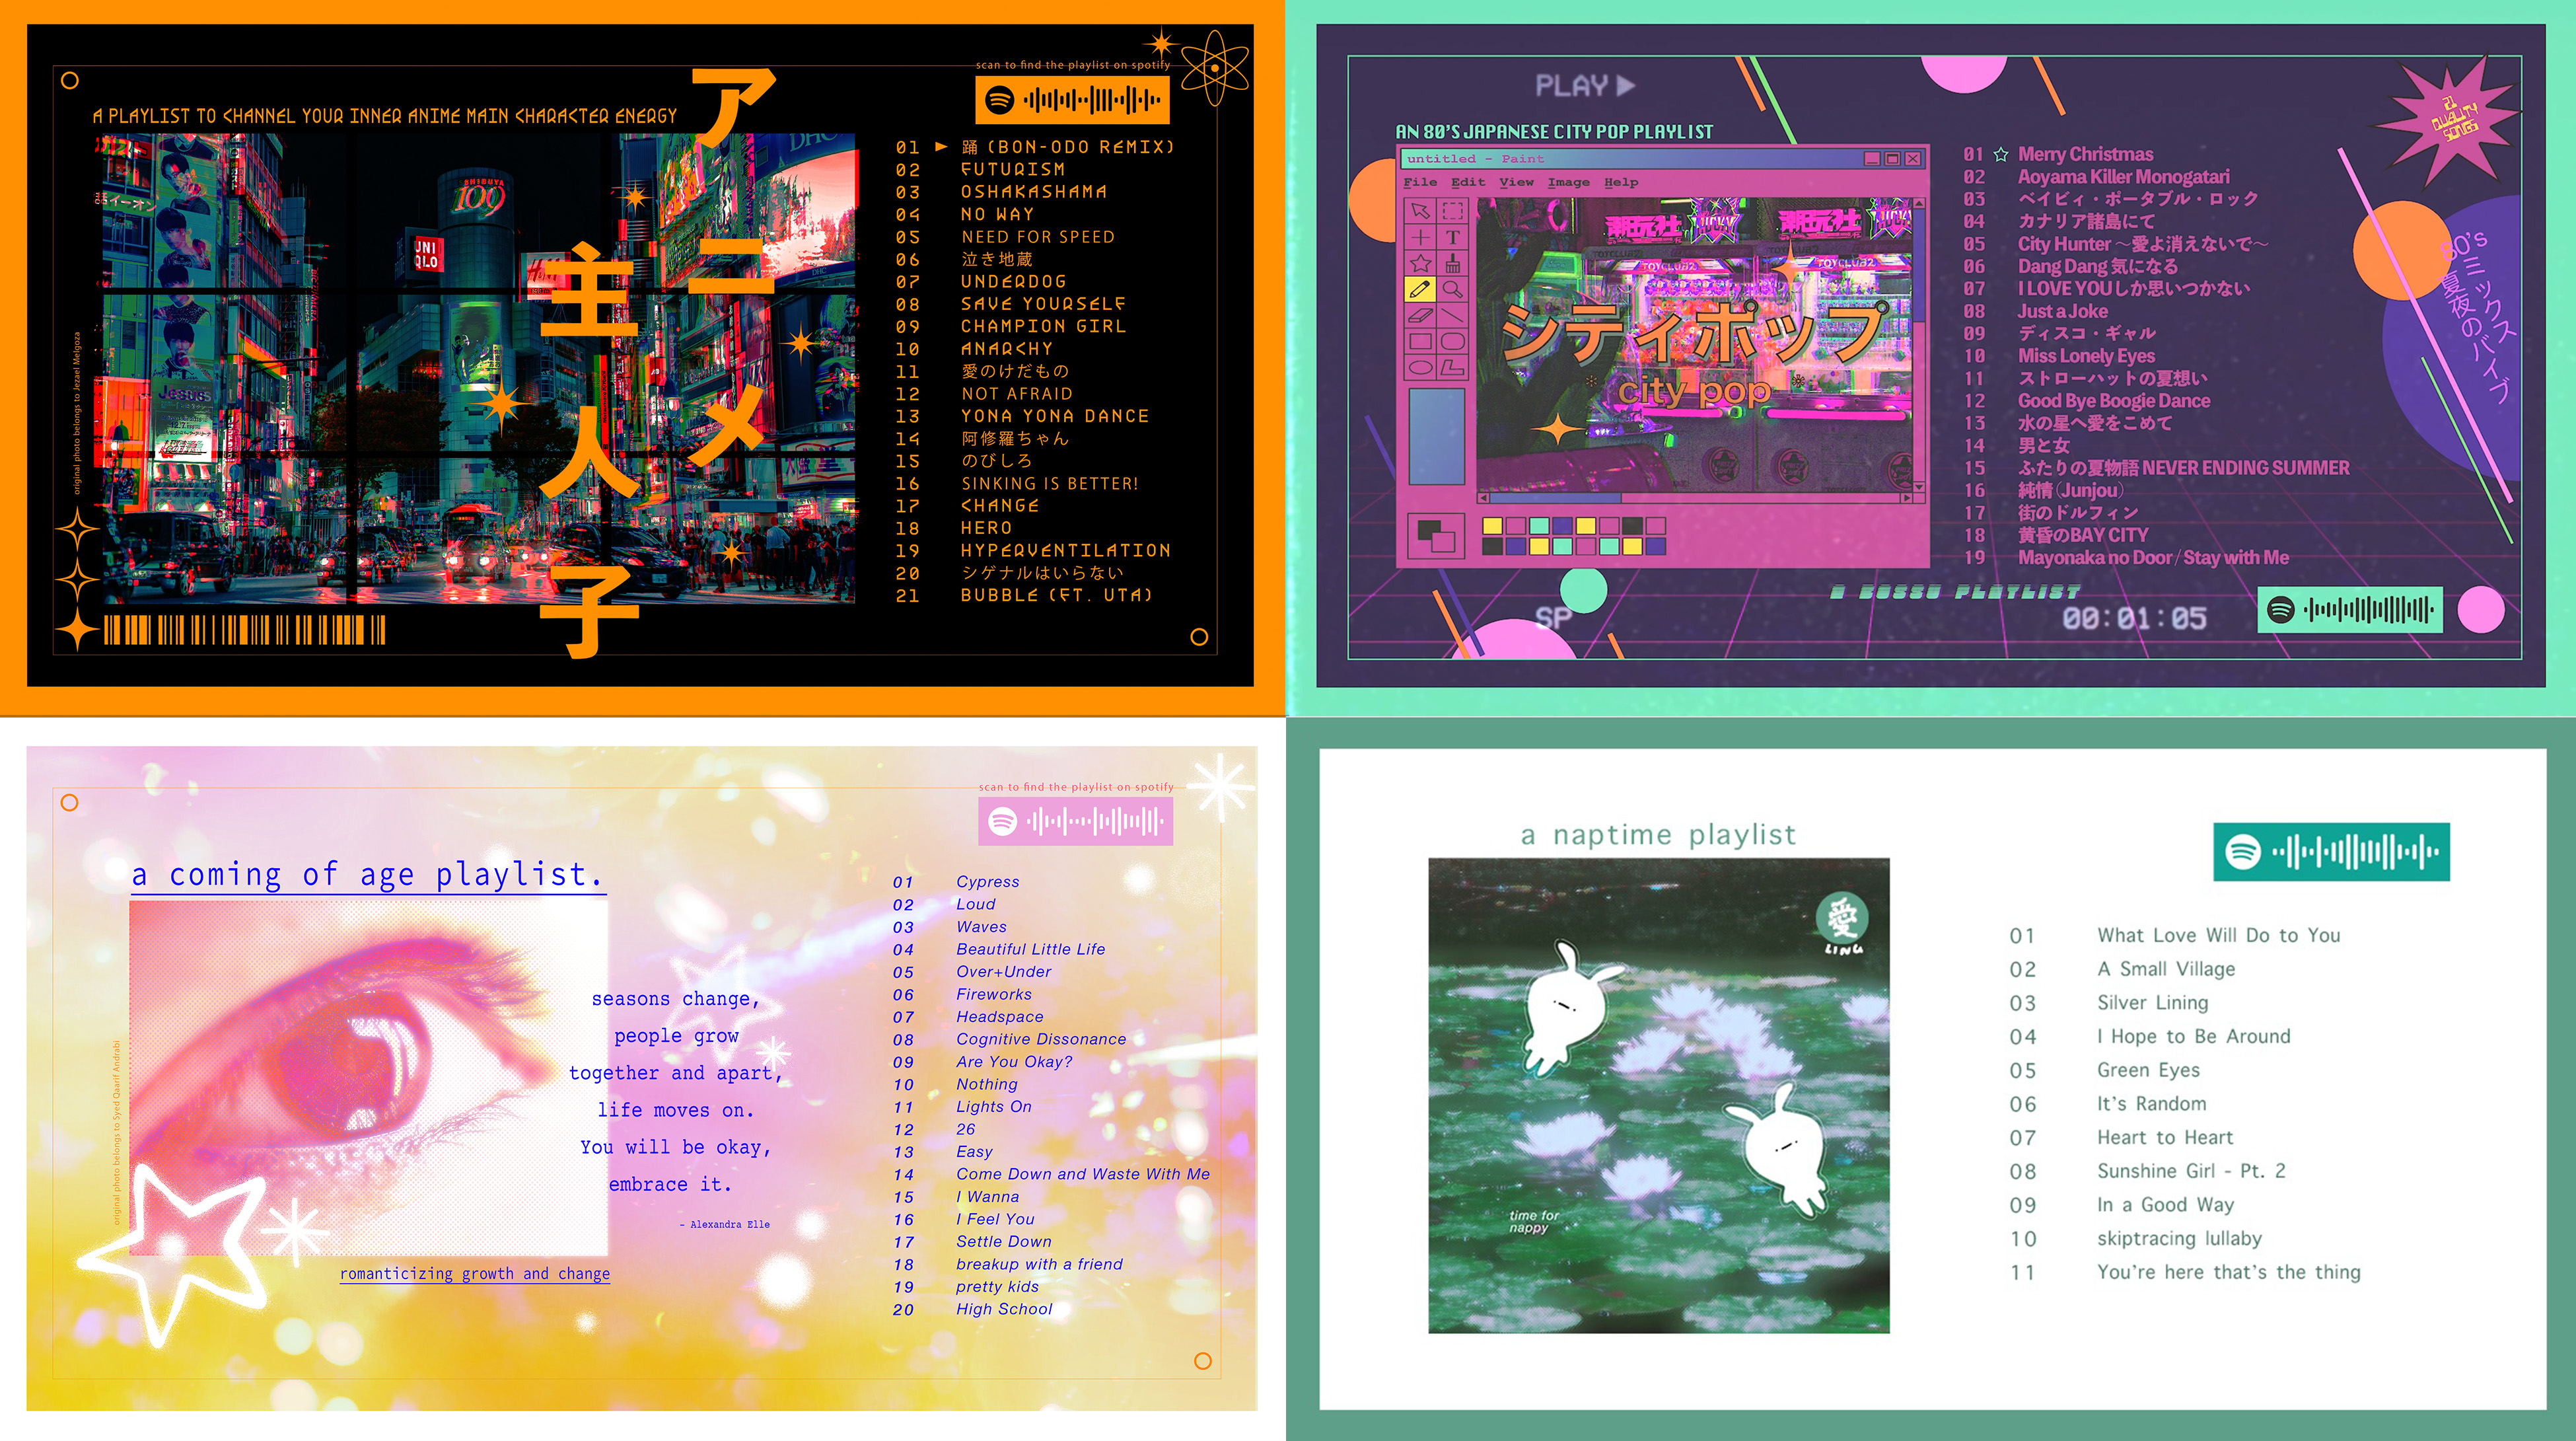 scan to find the playlist on spotify
A PLAYLIST TO CHANNEL YOUR INNER ANIME MAIN CHARACTER ENERGY
アニメ
主人子
SHIBUYA
109
UNI
QLO
DHC
イーオン
original photo belongs to Jezael Melgoza
01 ► 踊 (BON-ODO REMIX)
02 FUTURISM
03 OSHAKASHAMA
04 NO WAY
05 NEED FOR SPEED
06 泣き地蔵
07 UNDERDOG
08 SAVE YOURSELF
09 CHAMPION GIRL
10 ANARCHY
11 愛のけだもの
12 NOT AFRAID
13 YONA YONA DANCE
14 阿修羅ちゃん
15 のびしろ
16 SINKING IS BETTER!
17 CHANGE
18 HERO
19 HYPERVENTILATION
20 シゲナルはいらない
21 BUBBLE (FT. UTA)
PLAY ►
AN 80'S JAPANESE CITY POP PLAYLIST
untitled - Paint
File Edit View Image Help
T
潮玩社 LUCKY 潮玩社 LUCKY
TOYCLUB2 TOYCLUB2
シティポップ
city pop
21
QUALITY
SONGS
80's
ミックス
夏夜のバイブ
01 ☆ Merry Christmas
02 Aoyama Killer Monogatari
03 ベイビィ・ポータブル・ロック
04 カナリア諸島にて
05 City Hunter ～愛よ消えないで～
06 Dang Dang 気になる
07 I LOVE YOUしか思いつかない
08 Just a Joke
09 ディスコ・ギャル
10 Miss Lonely Eyes
11 ストローハットの夏想い
12 Good Bye Boogie Dance
13 水の星へ愛をこめて
14 男と女
15 ふたりの夏物語 NEVER ENDING SUMMER
16 純情（Junjou）
17 街のドルフィン
18 黄昏のBAY CITY
19 Mayonaka no Door / Stay with Me
A BOSSU PLAYLIST
SP
00:01:05
scan to find the playlist on spotify
a coming of age playlist.
original photo belongs to Syed Qaarif Andrabi
seasons change,
people grow
together and apart,
life moves on.
You will be okay,
embrace it.
- Alexandra Elle
romanticizing growth and change
01 Cypress
02 Loud
03 Waves
04 Beautiful Little Life
05 Over+Under
06 Fireworks
07 Headspace
08 Cognitive Dissonance
09 Are You Okay?
10 Nothing
11 Lights On
12 26
13 Easy
14 Come Down and Waste With Me
15 I Wanna
16 I Feel You
17 Settle Down
18 breakup with a friend
19 pretty kids
20 High School
a naptime playlist
愛
LING
time for
nappy
01 What Love Will Do to You
02 A Small Village
03 Silver Lining
04 I Hope to Be Around
05 Green Eyes
06 It's Random
07 Heart to Heart
08 Sunshine Girl - Pt. 2
09 In a Good Way
10 skiptracing lullaby
11 You're here that's the thing